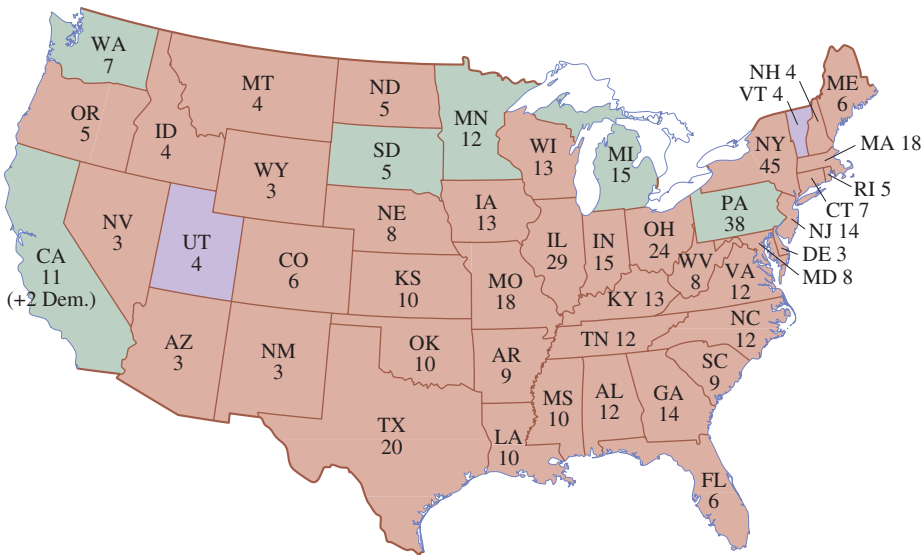 WA
7
MT
4
ND
5
MN
12
NH 4
VT 4
ME
6
OR
5
ID
4
SD
5
WI
13
MI
15
NY
45
MA 18
WY
3
RI 5
CT 7
PA
38
NJ 14
NV
3
UT
4
NE
8
IA
13
CA
11
(+2 Dem.)
CO
6
IL
29
IN
15
OH
24
DE 3
MD 8
WV
8
VA
12
KS
10
MO
18
KY 13
NC
12
TN 12
AZ
3
NM
3
OK
10
AR
9
SC
9
MS
10
AL
12
GA
14
TX
20
LA
10
FL
6